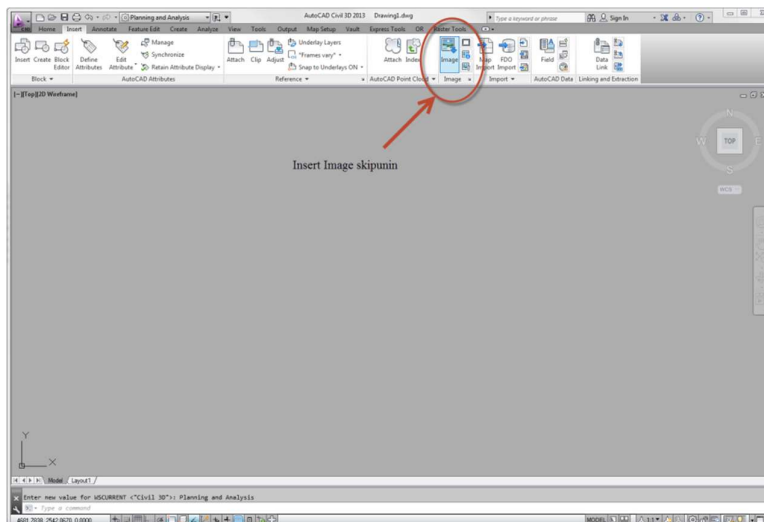 Planning and Analysis
AutoCAD Civil 3D 2013 Drawing1.dwg
Type a keyword or phrase
Sign In
Home Insert Annotate Feature Edit Create Analyze View Tools Output Map Setup Vault Express Tools
Manage
Underlay Layers
Synchronize
"Frames vary"
Insert Create Block Editor
Define Attributes
Edit Attribute
Retain Attribute Display
Attach Clip Adjust
Snap to Underlays ON
Attach Index
Image
Map Import
FDO Import
Field
Data Link
Block
AutoCAD Attributes
Reference
AutoCAD Point Cloud
Image
Import
AutoCAD Data
Linking and Extraction
[–][Top][2D Wireframe]
N
W TOP E
S
Insert Image skipunin
Y
X
Model Layout1
Enter new value for WSCURRENT <"Civil 3D">: Planning and Analysis
Type a command
MODEL